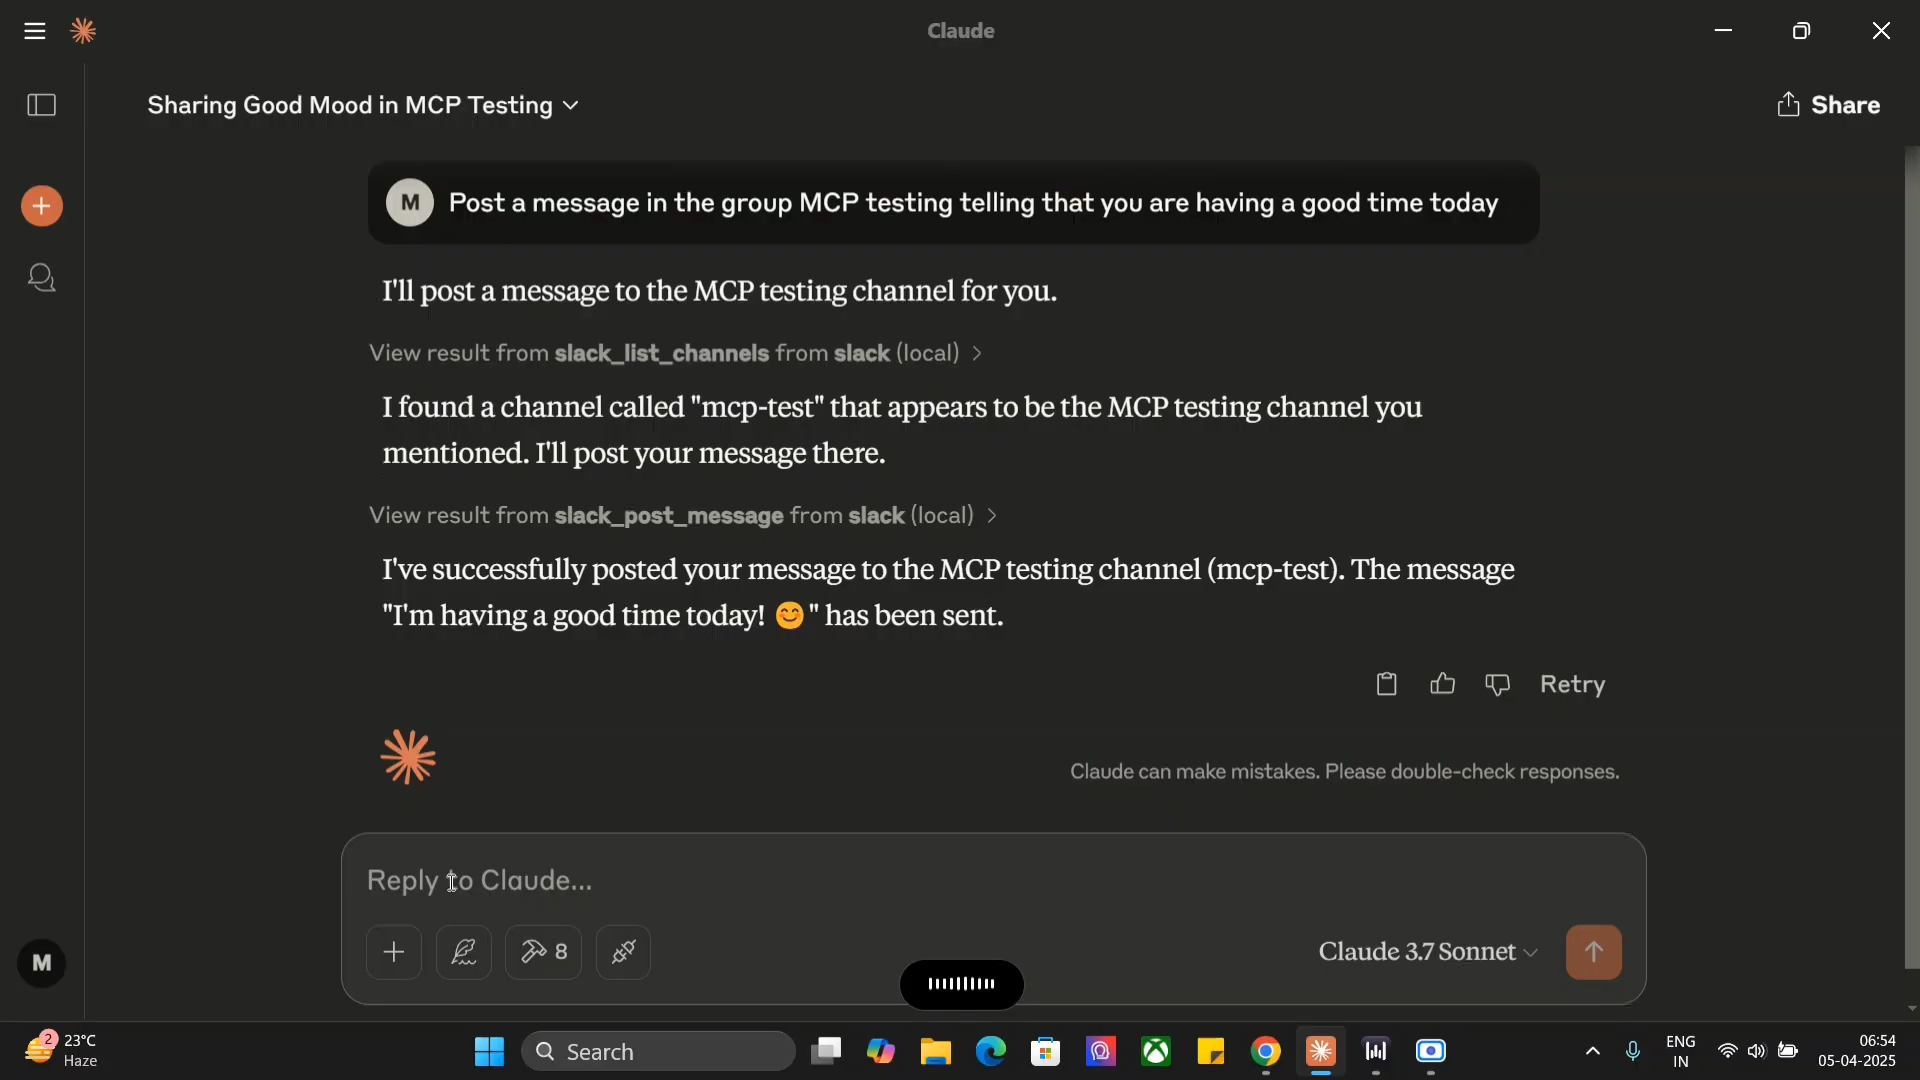 Claude
Sharing Good Mood in MCP Testing
Share
M
Post a message in the group MCP testing telling that you are having a good time today
I'll post a message to the MCP testing channel for you.
View result from slack_list_channels from slack (local)
I found a channel called "mcp-test" that appears to be the MCP testing channel you
mentioned. I'll post your message there.
View result from slack_post_message from slack (local)
I've successfully posted your message to the MCP testing channel (mcp-test). The message
"I'm having a good time today! 😊" has been sent.
Retry
Claude can make mistakes. Please double-check responses.
Reply to Claude...
8
Claude 3.7 Sonnet
M
2
23°C
Haze
Search
ENG
IN
06:54
05-04-2025